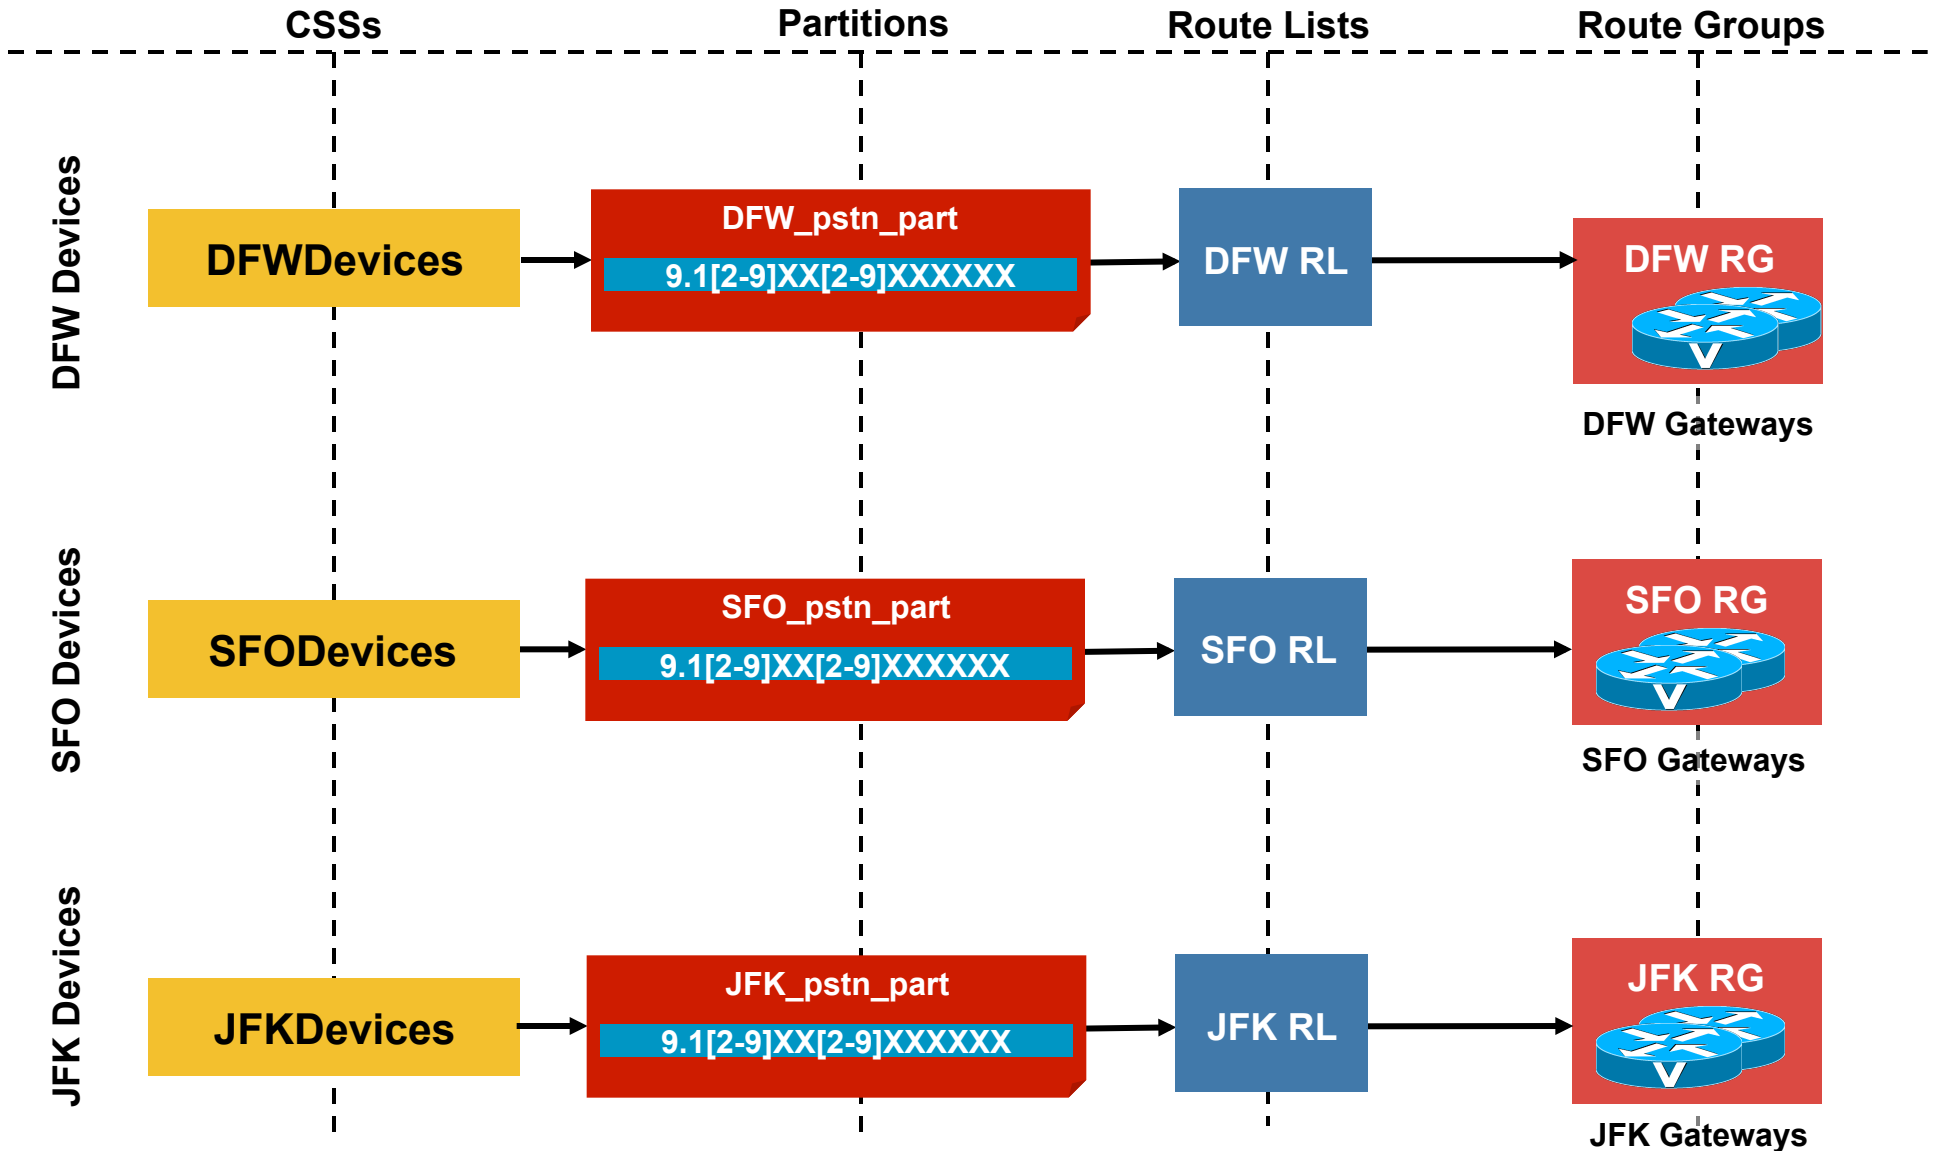 CSSs
Partitions
Route Lists
Route Groups
DFW Devices
DFWDevices
DFW_pstn_part
9.1[2-9]XX[2-9]XXXXXX
DFW RL
DFW RG
V
DFW Gateways
SFO Devices
SFODevices
SFO_pstn_part
9.1[2-9]XX[2-9]XXXXXX
SFO RL
SFO RG
V
SFO Gateways
JFK Devices
JFKDevices
JFK_pstn_part
9.1[2-9]XX[2-9]XXXXXX
JFK RL
JFK RG
V
JFK Gateways